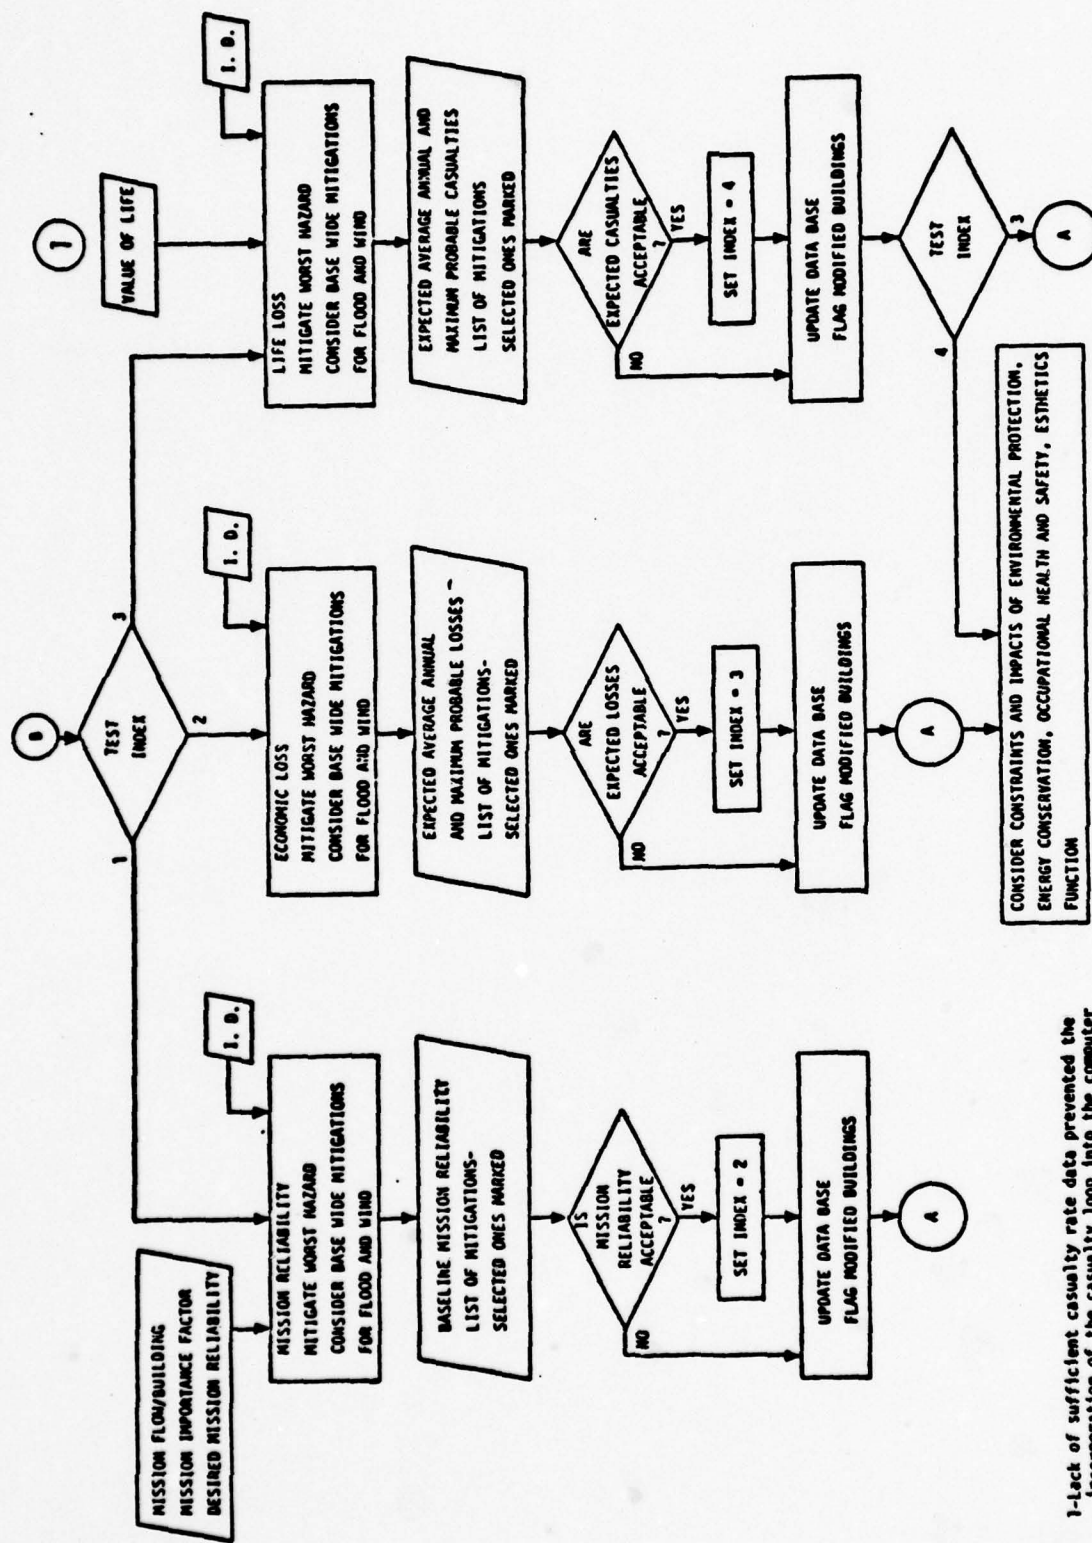 B
TEST
INDEX
1
2
3
1
MISSION FLOW/BUILDING
MISSION IMPORTANCE FACTOR
DESIRED MISSION RELIABILITY
I. D.
MISSION RELIABILITY
MITIGATE WORST HAZARD
CONSIDER BASE WIDE MITIGATIONS
FOR FLOOD AND WIND
BASELINE MISSION RELIABILITY
LIST OF MITIGATIONS-
SELECTED ONES MARKED
IS
MISSION
RELIABILITY
ACCEPTABLE
?
NO
YES
SET INDEX = 2
UPDATE DATA BASE
FLAG MODIFIED BUILDINGS
A
I. D.
ECONOMIC LOSS
MITIGATE WORST HAZARD
CONSIDER BASE WIDE MITIGATIONS
FOR FLOOD AND WIND
EXPECTED AVERAGE ANNUAL
AND MAXIMUM PROBABLE LOSSES-
LIST OF MITIGATIONS-
SELECTED ONES MARKED
ARE
EXPECTED LOSSES
ACCEPTABLE
?
NO
YES
SET INDEX = 3
UPDATE DATA BASE
FLAG MODIFIED BUILDINGS
A
VALUE OF LIFE
I. D.
LIFE LOSS
MITIGATE WORST HAZARD
CONSIDER BASE WIDE MITIGATIONS
FOR FLOOD AND WIND
EXPECTED AVERAGE ANNUAL AND
MAXIMUM PROBABLE CASUALTIES
LIST OF MITIGATIONS
SELECTED ONES MARKED
ARE
EXPECTED CASUALTIES
ACCEPTABLE
?
NO
YES
SET INDEX = 4
UPDATE DATA BASE
FLAG MODIFIED BUILDINGS
TEST
INDEX
4
3
A
CONSIDER CONSTRAINTS AND IMPACTS OF ENVIRONMENTAL PROTECTION,
ENERGY CONSERVATION, OCCUPATIONAL HEALTH AND SAFETY, ESTHETICS
FUNCTION
1-Lack of sufficient casualty rate data prevented the
incorporation of the casualty loop into the computer